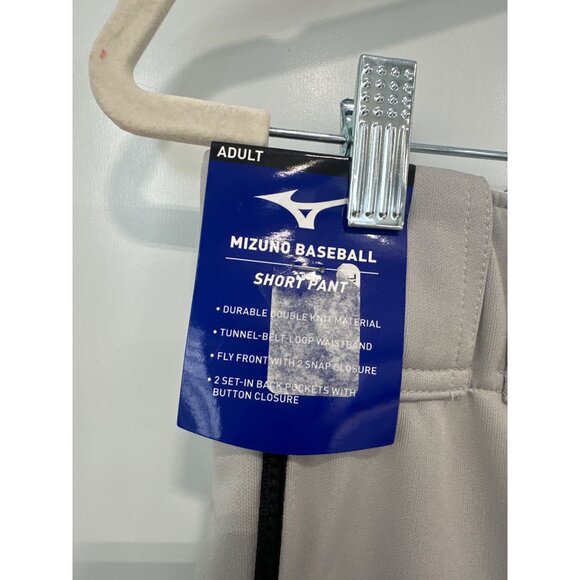 ADULT
MIZUNO BASEBALL
SHORT PANT
• DURABLE DOUBLE KNIT MATERIAL
• TUNNEL-BELT-LOOP WAISTBAND
• FLY FRONT WITH 2 SNAP CLOSURE
• 2 SET-IN BACK POCKETS WITH
BUTTON CLOSURE